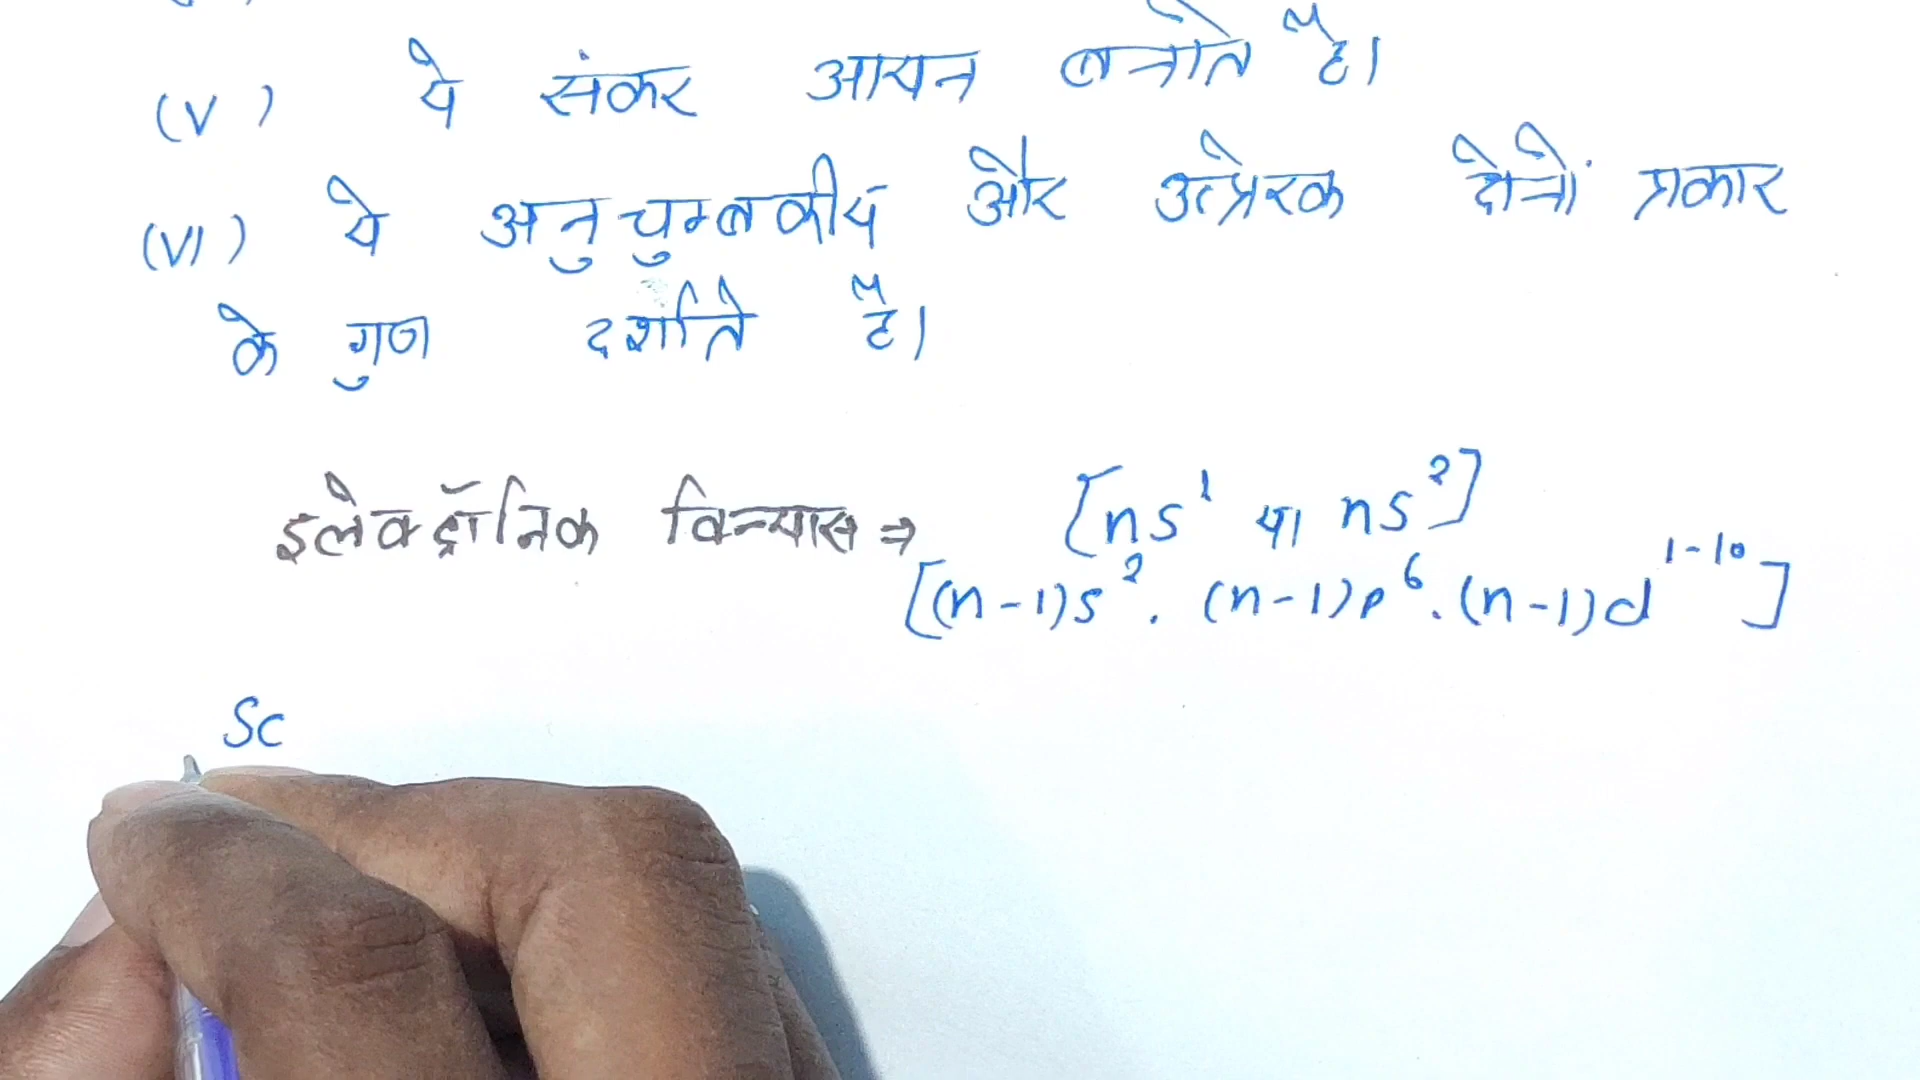 (V) ये संकर आयन बनाते है।
(VI) ये अनुचुम्बकीय और उत्प्रेरक दोनों प्रकार
के गुण दर्शाते है।
इलेक्ट्रॉनिक विन्यास ⇒ [ns¹ या ns²]
[(n-1)s². (n-1)p⁶. (n-1)d¹⁻¹⁰]
Sc